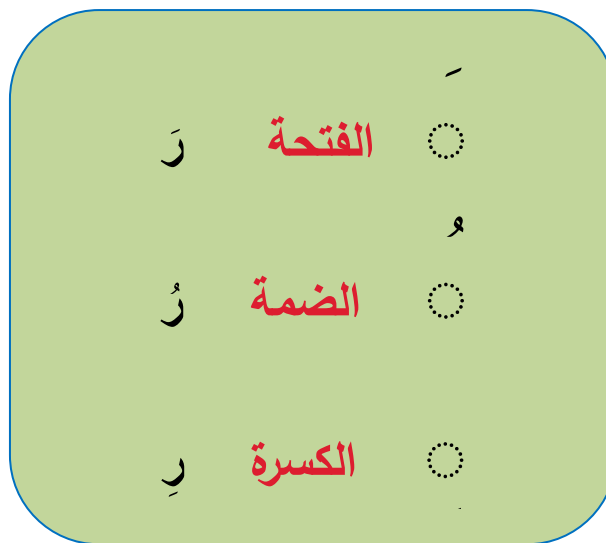 ◌َ الفتحة رَ
◌ُ الضمة رُ
◌ِ الكسرة رِ